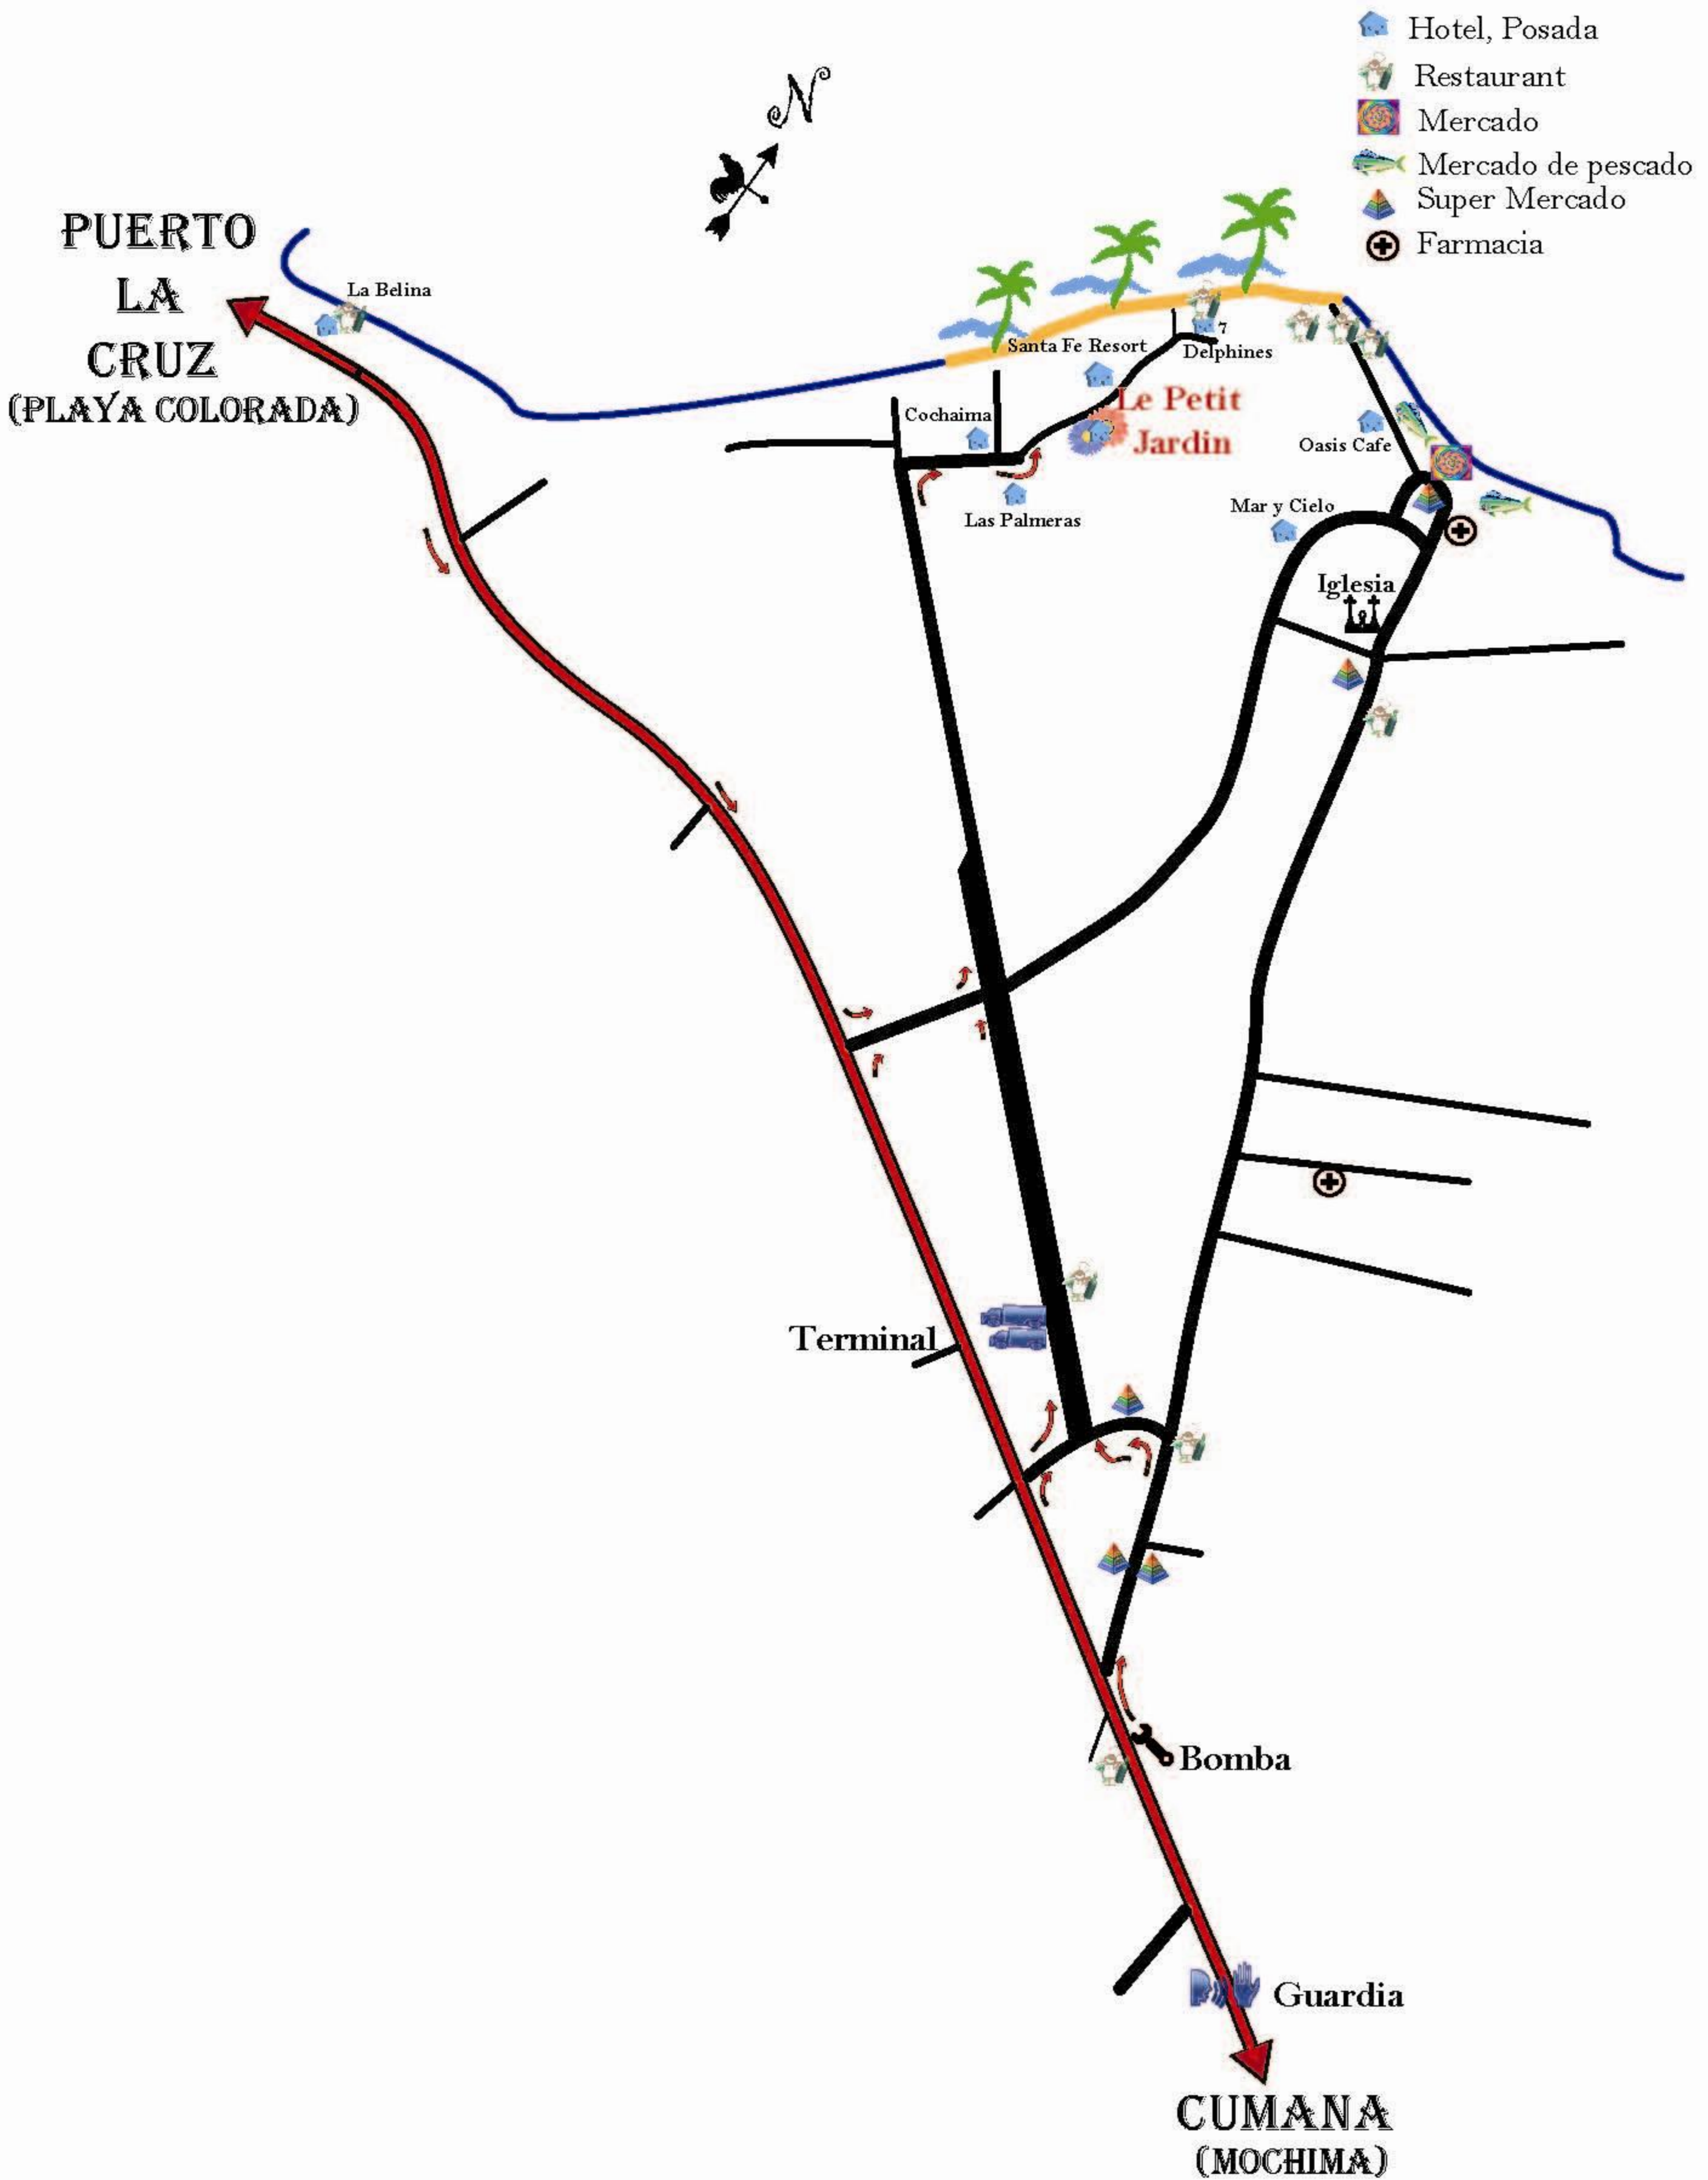 Hotel, Posada
Restaurant
Mercado
Mercado de pescado
Super Mercado
Farmacia
N
PUERTO
LA
CRUZ
(PLAYA COLORADA)
La Belina
Santa Fe Resort
7
Delphines
Le Petit
Jardin
Cochaima
Las Palmeras
Oasis Cafe
Mar y Cielo
Iglesia
Terminal
Bomba
Guardia
CUMANA
(MOCHIMA)